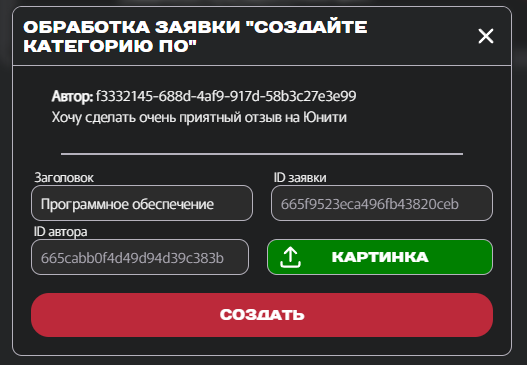 ОБРАБОТКА ЗАЯВКИ "СОЗДАЙТЕ
КАТЕГОРИЮ ПО"
Автор: f3332145-688d-4af9-917d-58b3c27e3e99
Хочу сделать очень приятный отзыв на Юнити
Заголовок
ID заявки
Программное обеспечение
665f9523eca496fb43820ceb
ID автора
665cabb0f4d49d94d39c383b
КАРТИНКА
СОЗДАТЬ